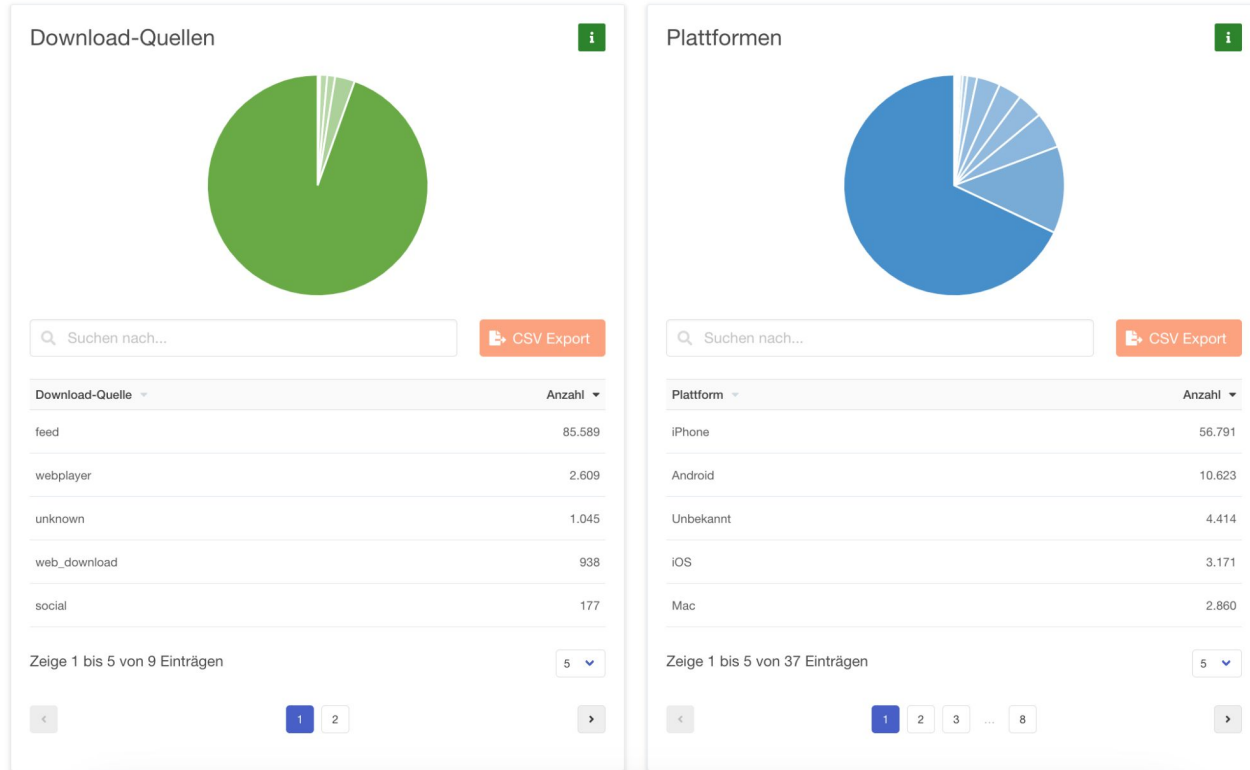 Download-Quellen
Suchen nach...
CSV Export
Download-Quelle Anzahl
feed 85.589
webplayer 2.609
unknown 1.045
web_download 938
social 177
Zeige 1 bis 5 von 9 Einträgen 5
1 2
Plattformen
Suchen nach...
CSV Export
Plattform Anzahl
iPhone 56.791
Android 10.623
Unbekannt 4.414
iOS 3.171
Mac 2.860
Zeige 1 bis 5 von 37 Einträgen 5
1 2 3 ... 8